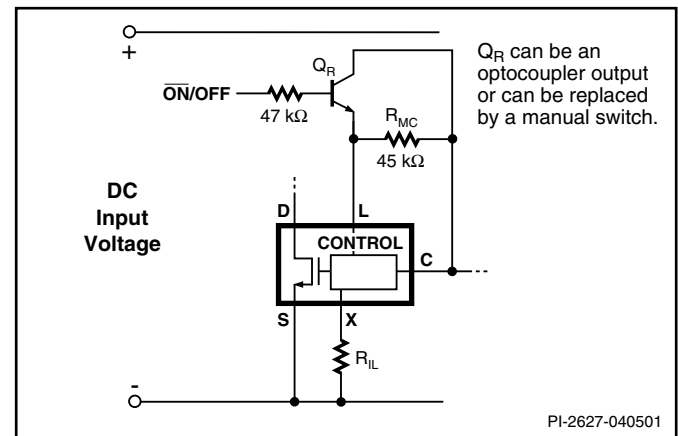 +
Q_R
Q_R can be an
optocoupler output
or can be replaced
by a manual switch.
ON/OFF
47 kΩ
R_MC
45 kΩ
DC
Input
Voltage
D
L
CONTROL
C
S
X
R_IL
-
PI-2627-040501